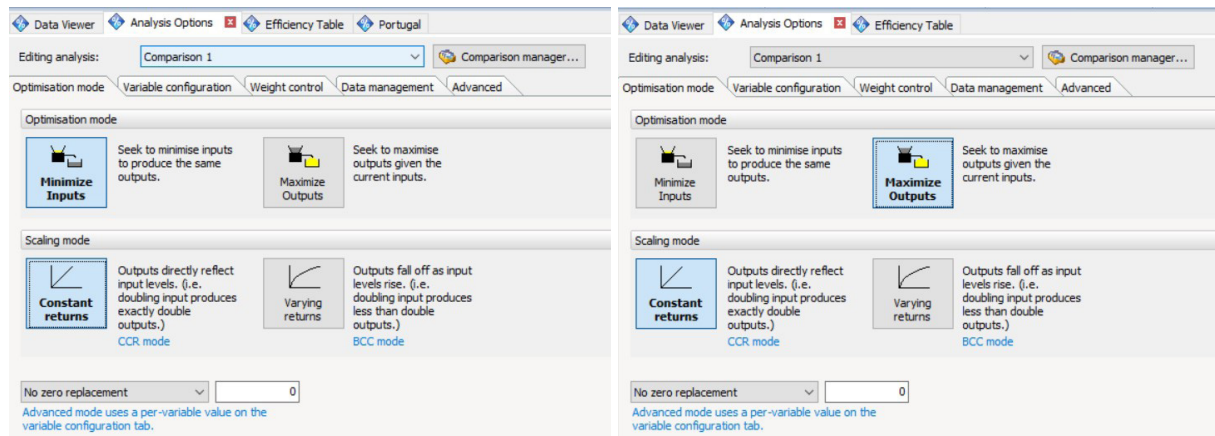 Data Viewer Analysis Options Efficiency Table Portugal
Editing analysis: Comparison 1 Comparison manager...
Optimisation mode Variable configuration Weight control Data management Advanced
Optimisation mode
Minimize
Inputs
Seek to minimise inputs
to produce the same
outputs.
Maximize
Outputs
Seek to maximise
outputs given the
current inputs.
Scaling mode
Constant
returns
Outputs directly reflect
input levels. (i.e.
doubling input produces
exactly double
outputs.)
CCR mode
Varying
returns
Outputs fall off as input
levels rise. (i.e.
doubling input produces
less than double
outputs.)
BCC mode
No zero replacement 0
Advanced mode uses a per-variable value on the
variable configuration tab.
Data Viewer Analysis Options Efficiency Table
Editing analysis: Comparison 1 Comparison manager...
Optimisation mode Variable configuration Weight control Data management Advanced
Optimisation mode
Minimize
Inputs
Seek to minimise inputs
to produce the same
outputs.
Maximize
Outputs
Seek to maximise
outputs given the
current inputs.
Scaling mode
Constant
returns
Outputs directly reflect
input levels. (i.e.
doubling input produces
exactly double
outputs.)
CCR mode
Varying
returns
Outputs fall off as input
levels rise. (i.e.
doubling input produces
less than double
outputs.)
BCC mode
No zero replacement 0
Advanced mode uses a per-variable value on the
variable configuration tab.